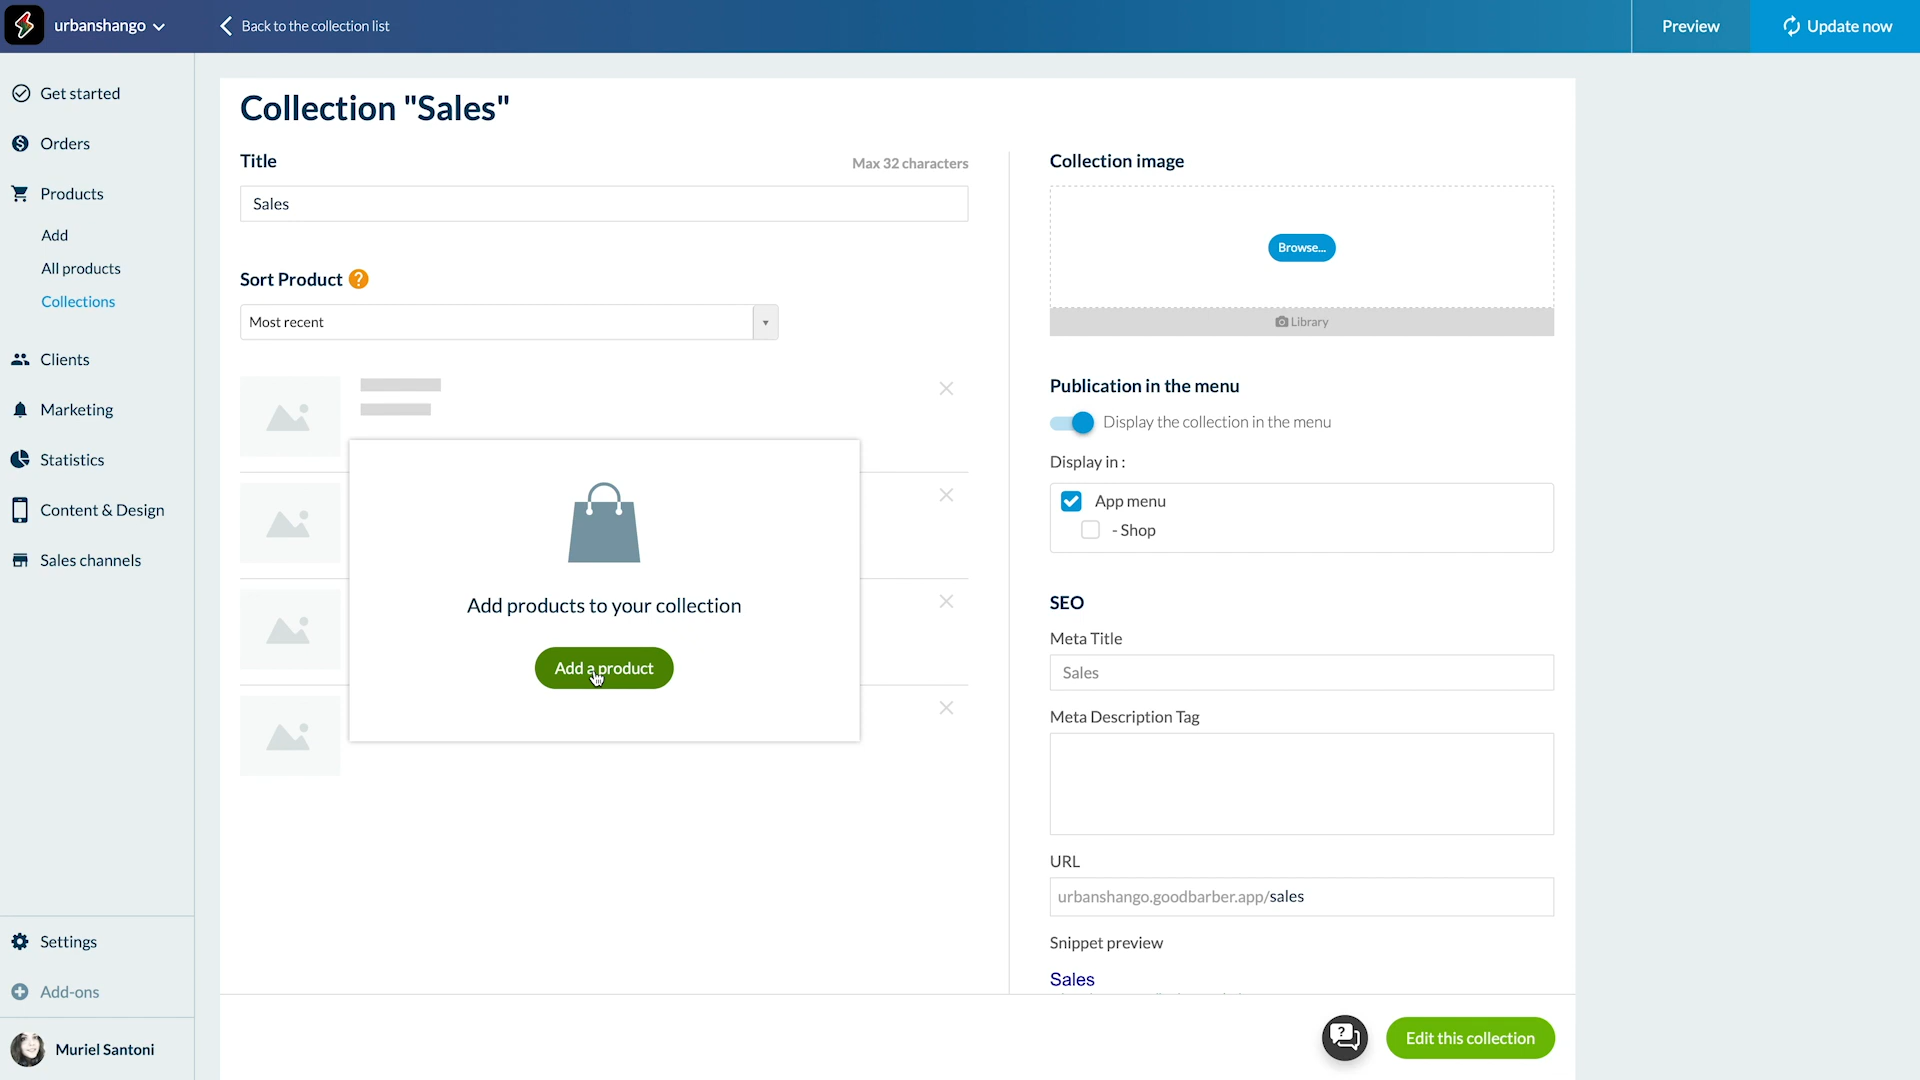 urbanshango
Back to the collection list
Preview
Update now
Get started
Orders
Products
Add
All products
Collections
Clients
Marketing
Statistics
Content & Design
Sales channels
Settings
Add-ons
Muriel Santoni
Collection "Sales"
Title
Max 32 characters
Sales
Sort Product ?
Most recent
Add products to your collection
Add a product
Collection image
Browse...
Library
Publication in the menu
Display the collection in the menu
Display in :
App menu
- Shop
SEO
Meta Title
Sales
Meta Description Tag
URL
urbanshango.goodbarber.app/sales
Snippet preview
Sales
?
Edit this collection